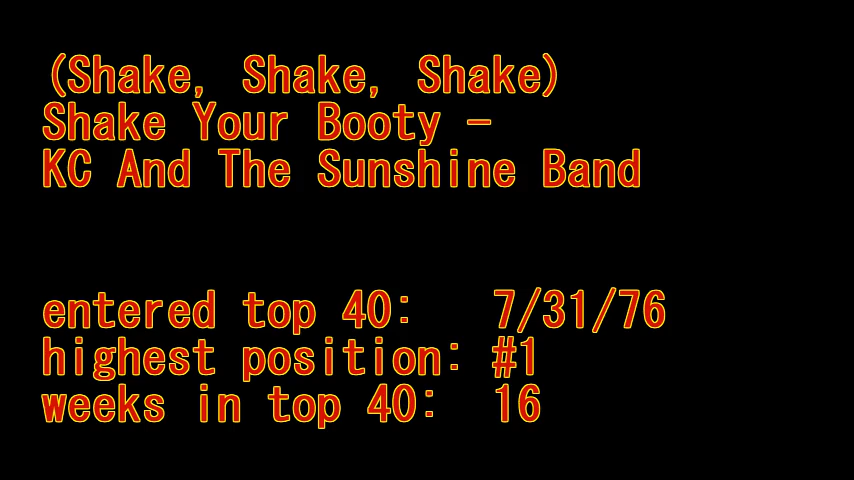 (Shake, Shake, Shake)
Shake Your Booty -
KC And The Sunshine Band
entered top 40: 7/31/76
highest position: #1
weeks in top 40: 16